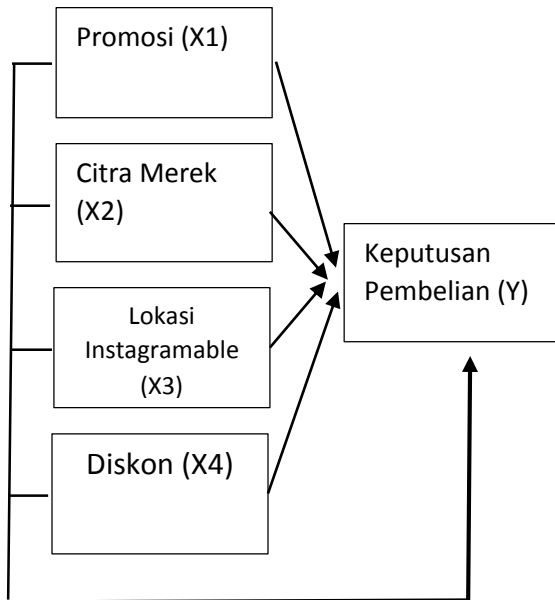 Promosi (X1)
Citra Merek
(X2)
Keputusan
Pembelian (Y)
Lokasi
Instagramable
(X3)
Diskon (X4)